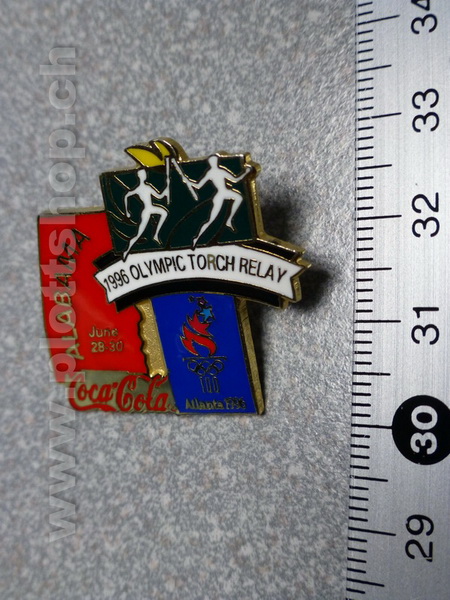 1996 OLYMPIC TORCH RELAY
ALABAMA
June
28-30
Coca-Cola
Atlanta 1996
www.plottshop.ch
34
33
32
31
30
29